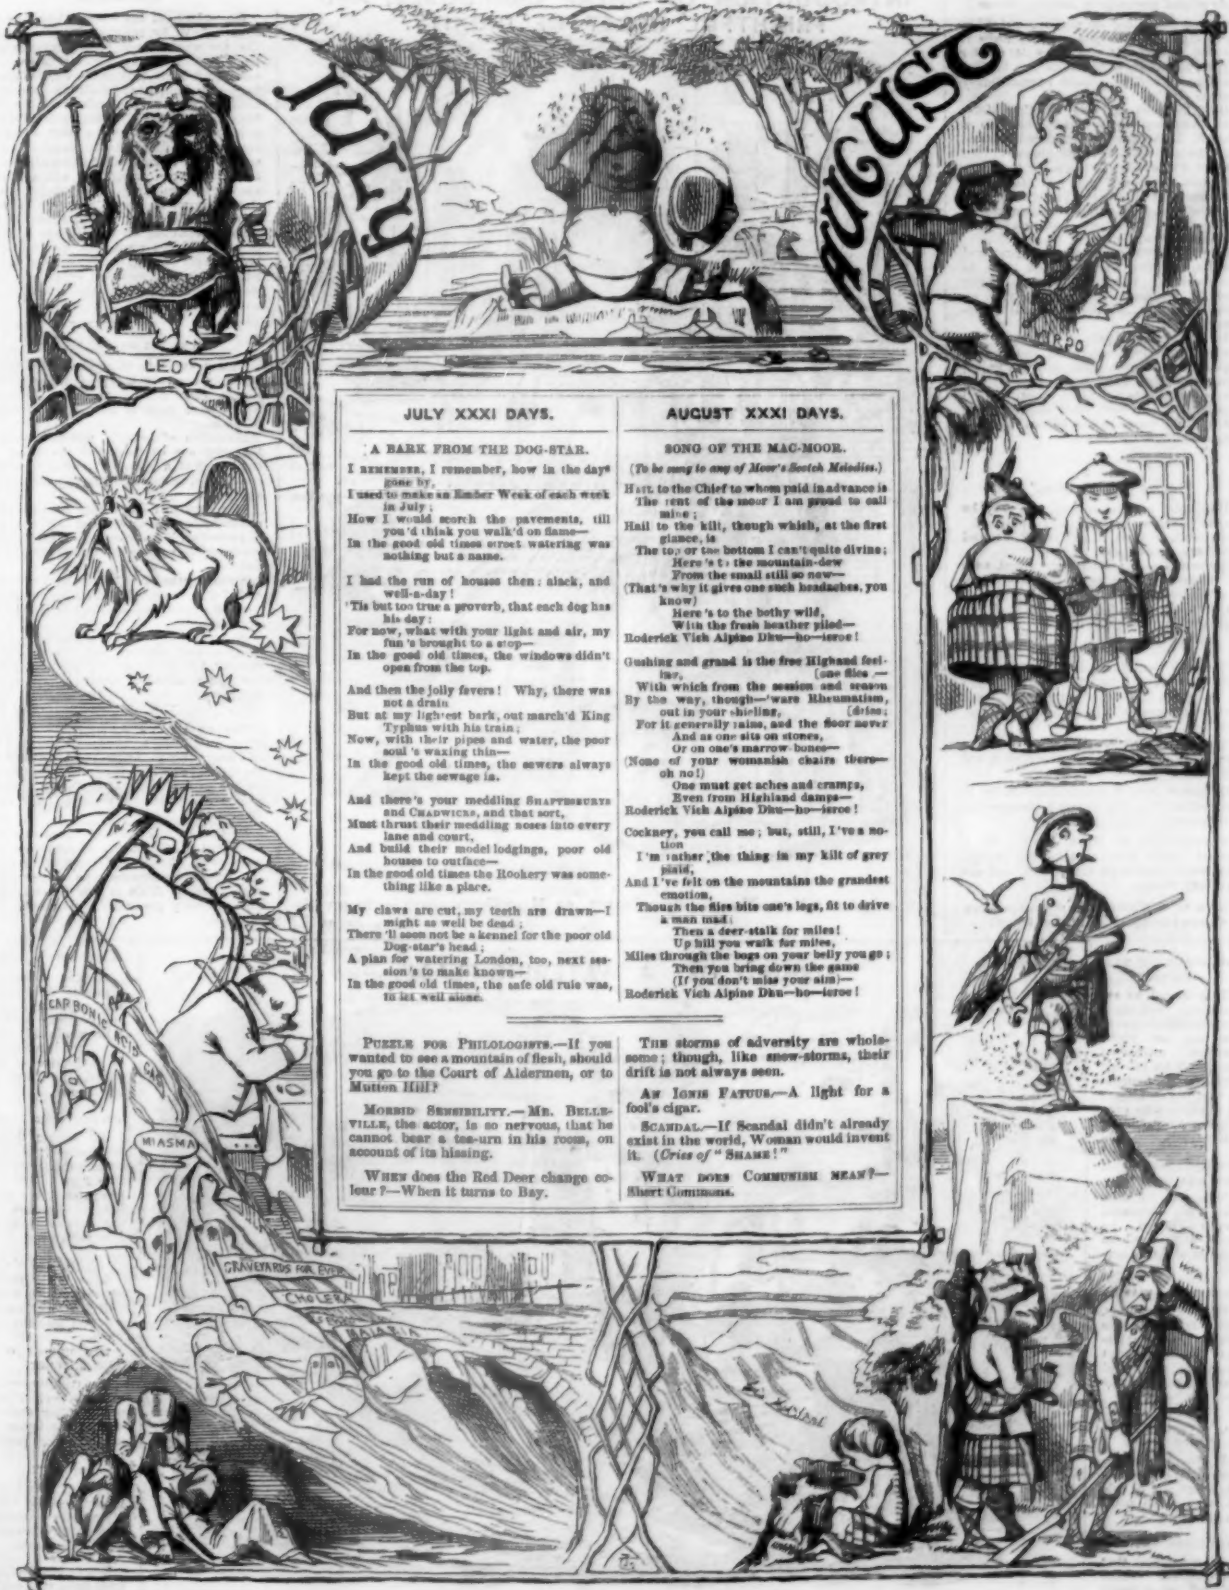 JULY
AUGUST
LEO
JULY XXXI DAYS.
A BARK FROM THE DOG-STAR.
I REMEMBER, I remember, how in the days
gone by,
I used to make an Ember Week of each week
in July;
How I would scorch the pavements, till
you'd think you walk'd on flame—
In the good old times street watering was
nothing but a name.
I had the run of houses then; alack, and
well-a-day!
'Tis but too true a proverb, that each dog has
his day:
For now, what with your light and air, my
fun's brought to a stop—
In the good old times, the windows didn't
open from the top.
And then the jolly fevers! Why, there was
not a drain
But at my lightest bark, out march'd King
Typhus with his train;
Now, with their pipes and water, the poor
soul's waxing thin—
In the good old times, the sewers always
kept the sewage in.
And there's your meddling SHAFTESBURYS
and CHADWICKS, and that sort,
Must thrust their meddling noses into every
lane and court,
And build their model lodgings, poor old
houses to outface—
In the good old times the Rookery was some-
thing like a place.
My claws are cut, my teeth are drawn—I
might as well be dead;
There'll soon not be a kennel for the poor old
Dog-star's head;
A plan for watering London, too, next ses-
sion's to make known—
In the good old times, the safe old rule was,
to let well alone.
PUZZLE FOR PHILOLOGISTS.—If you
wanted to see a mountain of flesh, should
you go to the Court of Aldermen, or to
Mutton Hill?
MORBID SENSIBILITY.—MR. BELLE-
VILLE, the actor, is so nervous, that he
cannot bear a tea-urn in his room, on
account of its hissing.
WHEN does the Red Deer change co-
lour?—When it turns to Bay.
AUGUST XXXI DAYS.
SONG OF THE MAC-MOOR.
(To be sung to any of Moor's Scotch Melodies.)
HAIL to the Chief to whom paid in advance is
The rent of the moor I am proud to call
mine;
Hail to the kilt, though which, at the first
glance, is
The top or the bottom I can't quite divine;
Here's to the mountain-dew
From the small still so new—
(That's why it gives one such headaches, you
know)
Here's to the bothy wild,
With the fresh heather piled—
Roderick Vich Alpine Dhu—ho—ieroe!
Gushing and grand is the free Highand feel-
ing, [one flies,—
With which from the session and season
By the way, though—'ware Rheumatism,
out in your shieling,
For it generally rains, and the floor never
And as one sits on stones,
Or on one's marrow-bones—
(None of your womanish chairs there—
oh no!)
One must get aches and cramps,
Even from Highland damps—
Roderick Vich Alpine Dhu—ho—ieroe!
Cockney, you call me; but, still, I've a no-
tion
I'm rather the thing in my kilt of grey
plaid,
And I've felt on the mountains the grandest
emotion,
Though the flies bite one's legs, fit to drive
a man mad:
Then a deer-stalk for miles!
Up hill you walk for miles,
Miles through the bogs on your belly you go;
Then you bring down the game
(If you don't miss your aim)—
Roderick Vich Alpine Dhu—ho—ieroe!
THE storms of adversity are whole-
some; though, like snow-storms, their
drift is not always seen.
AN IGNIS FATUUS.—A light for a
fool's cigar.
SCANDAL.—If Scandal didn't already
exist in the world, Woman would invent
it. (Cries of "SHAME!"
WHAT DOES COMMUNISM MEAN?—
Short Commons.
CARBONIC ACID GAS
MIASMA
GRAVEYARDS FOR EVER
CHOLERA
MALARIA